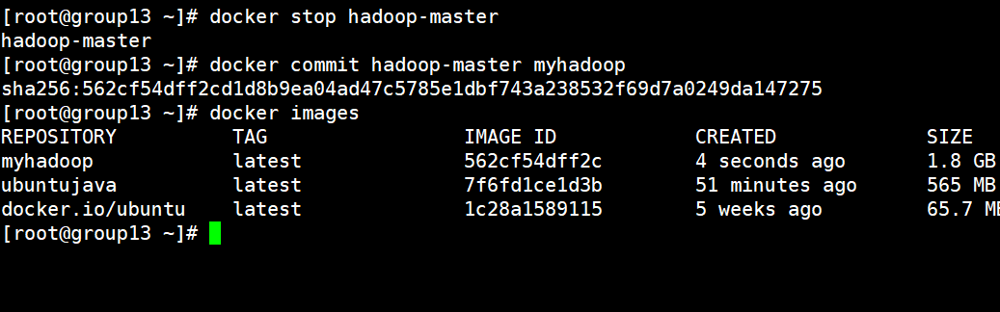 [root@group13 ~]# docker stop hadoop-master
hadoop-master
[root@group13 ~]# docker commit hadoop-master myhadoop
sha256:562cf54dff2cd1d8b9ea04ad47c5785e1dbf743a238532f69d7a0249da147275
[root@group13 ~]# docker images
REPOSITORY TAG IMAGE ID CREATED SIZE
myhadoop latest 562cf54dff2c 4 seconds ago 1.8 GB
ubuntujava latest 7f6fd1ce1d3b 51 minutes ago 565 MB
docker.io/ubuntu latest 1c28a1589115 5 weeks ago 65.7 MB
[root@group13 ~]#